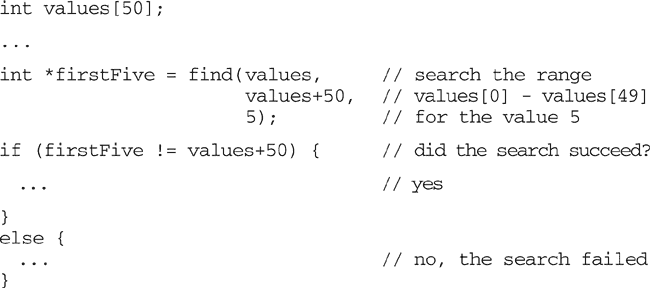 int values[50];
...
int *firstFive = find(values,     // search the range
                      values+50,  // values[0] - values[49]
                      5);         // for the value 5
if (firstFive != values+50) {     // did the search succeed?
  ...                             // yes
}
else {
  ...                             // no, the search failed
}